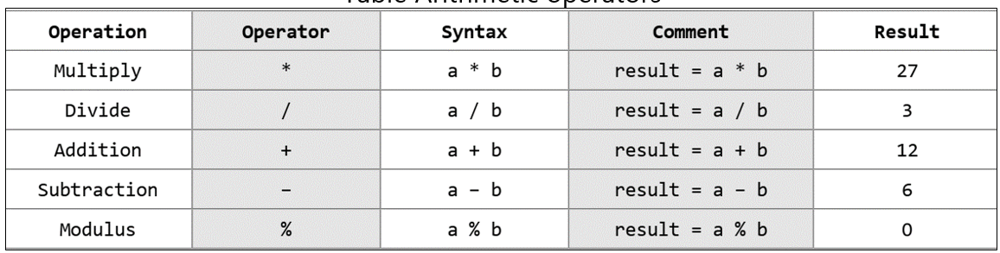 Table Arithmetic Operators
Operation Operator Syntax Comment Result
Multiply * a * b result = a * b 27
Divide / a / b result = a / b 3
Addition + a + b result = a + b 12
Subtraction − a − b result = a − b 6
Modulus % a % b result = a % b 0